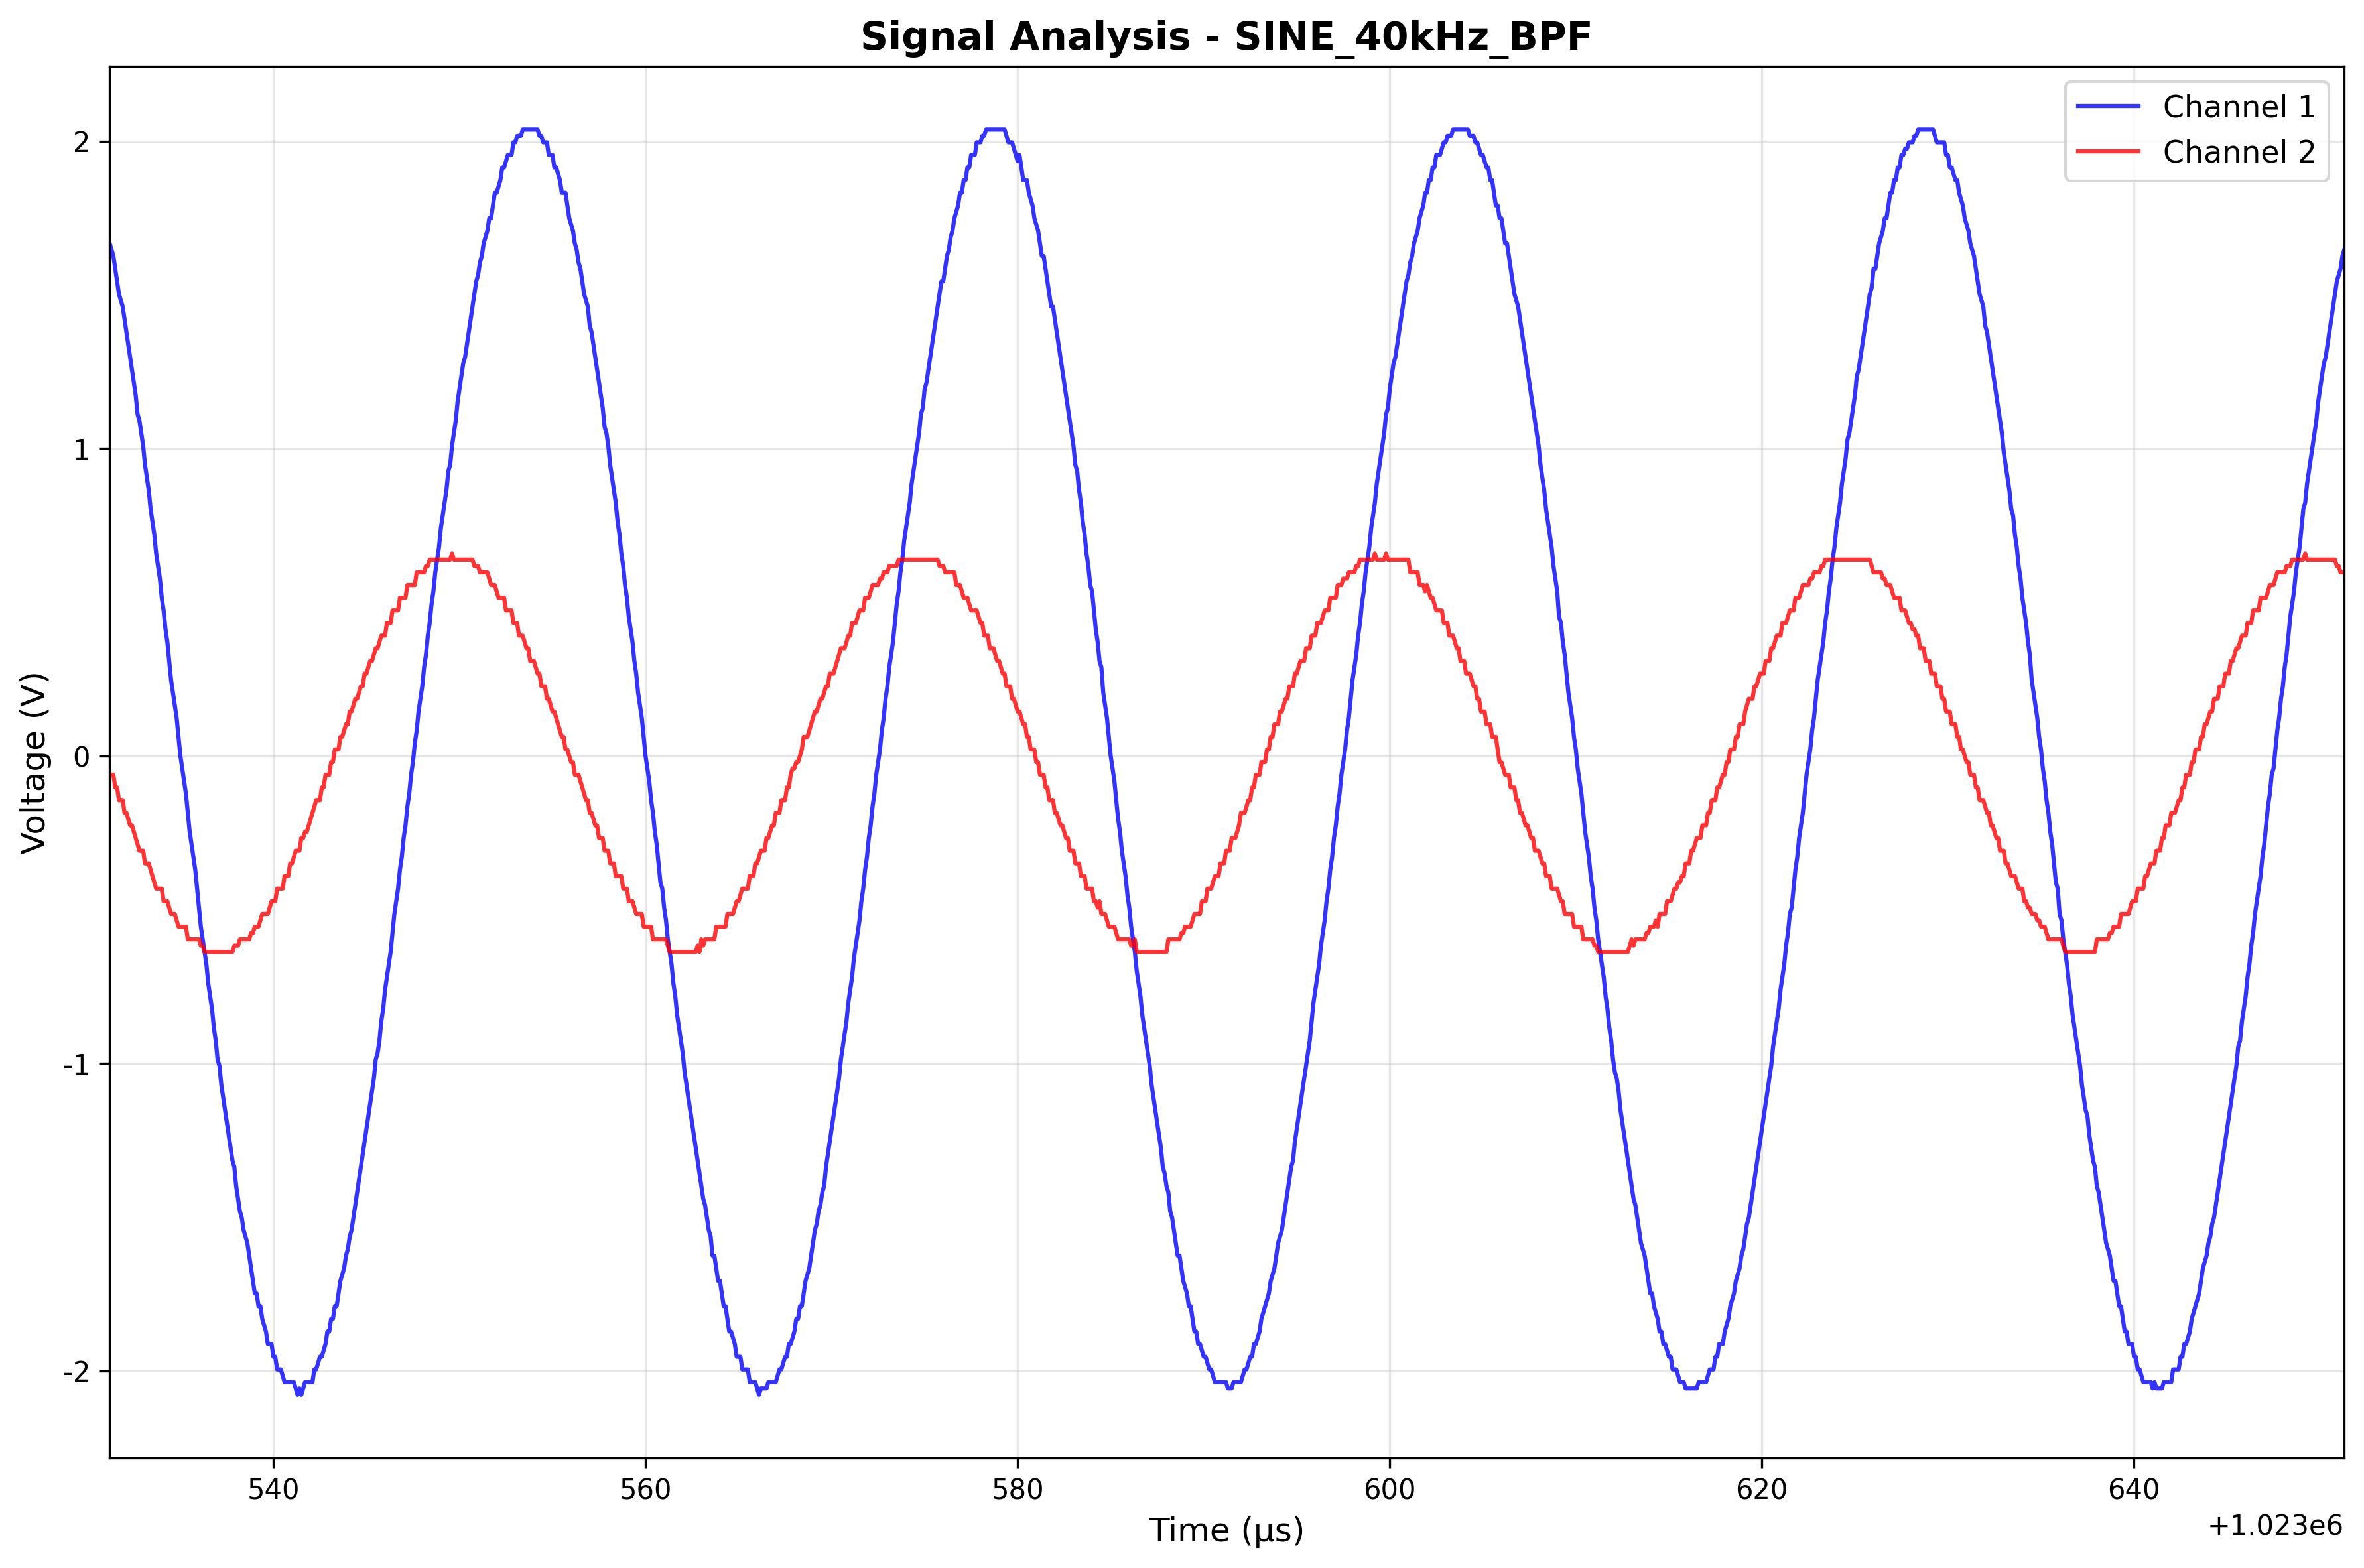 Signal Analysis - SINE_40kHz_BPF
Channel 1
Channel 2
Voltage (V)
2
1
0
-1
-2
540
560
580
600
620
640
Time (µs)
+1.023e6